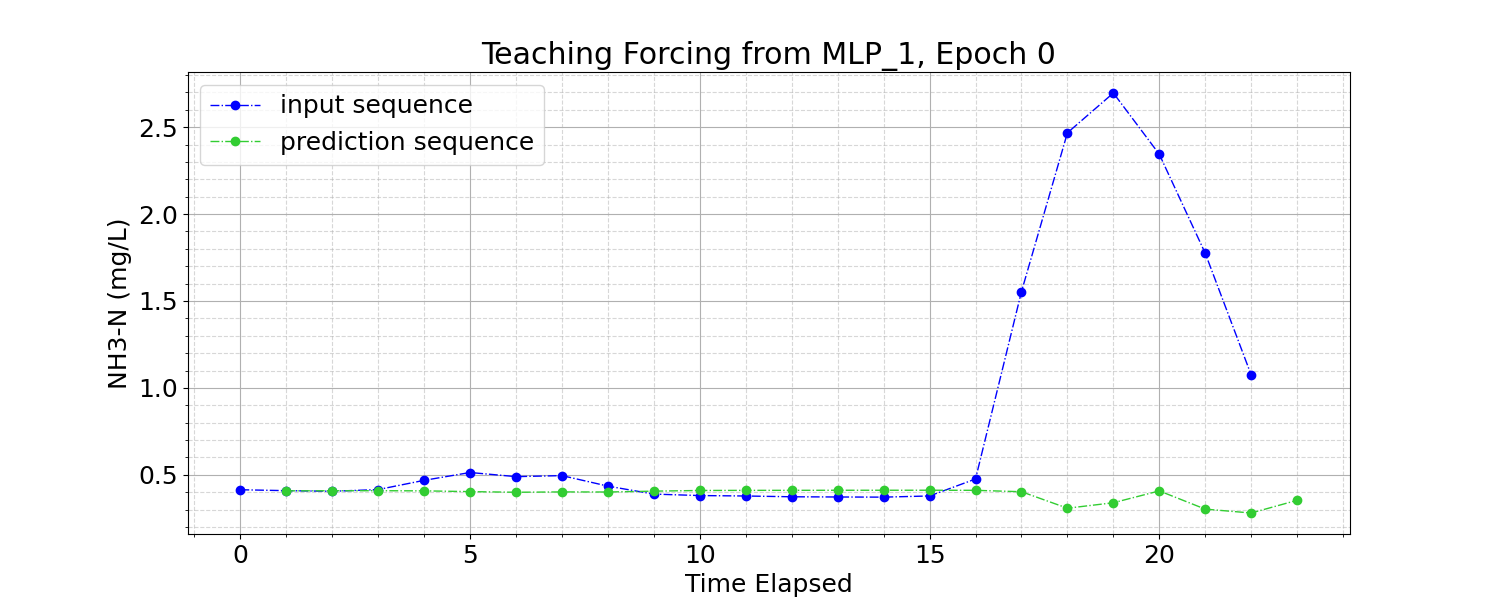 Teaching Forcing from MLP_1, Epoch 0
input sequence
prediction sequence
NH3-N (mg/L)
2.5
2.0
1.5
1.0
0.5
0 5 10 15 20
Time Elapsed